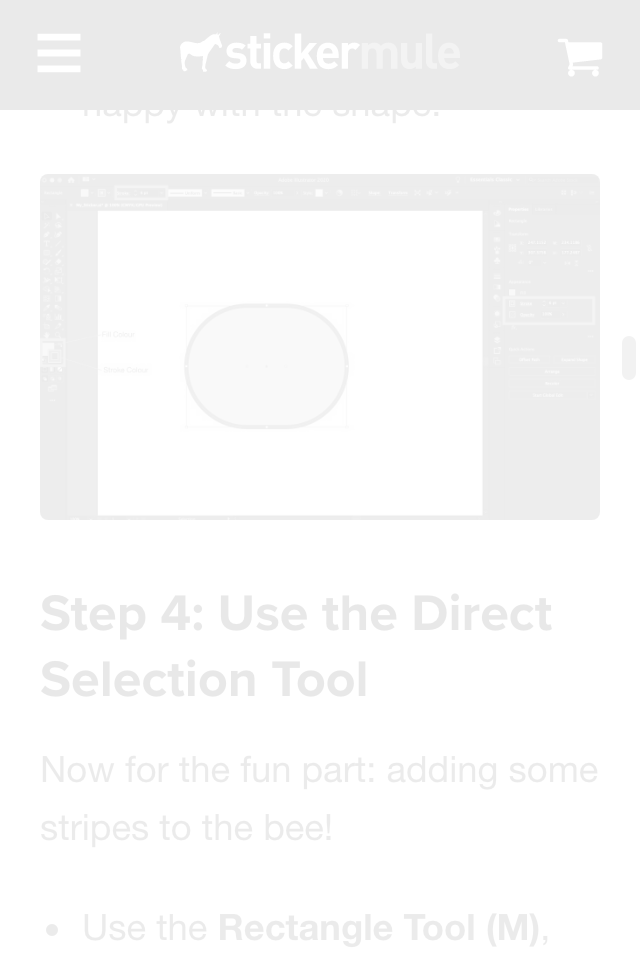 stickermule
happy with the shape.
Step 4: Use the Direct
Selection Tool
Now for the fun part: adding some
stripes to the bee!
• Use the Rectangle Tool (M),